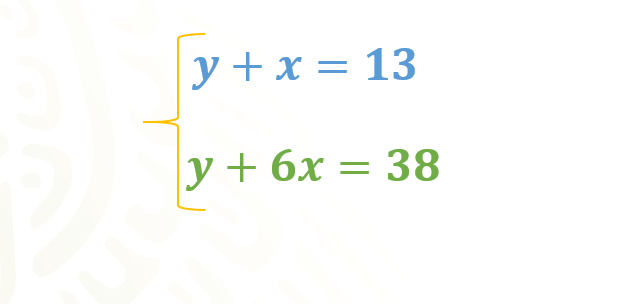 y + x = 13
y + 6x = 38